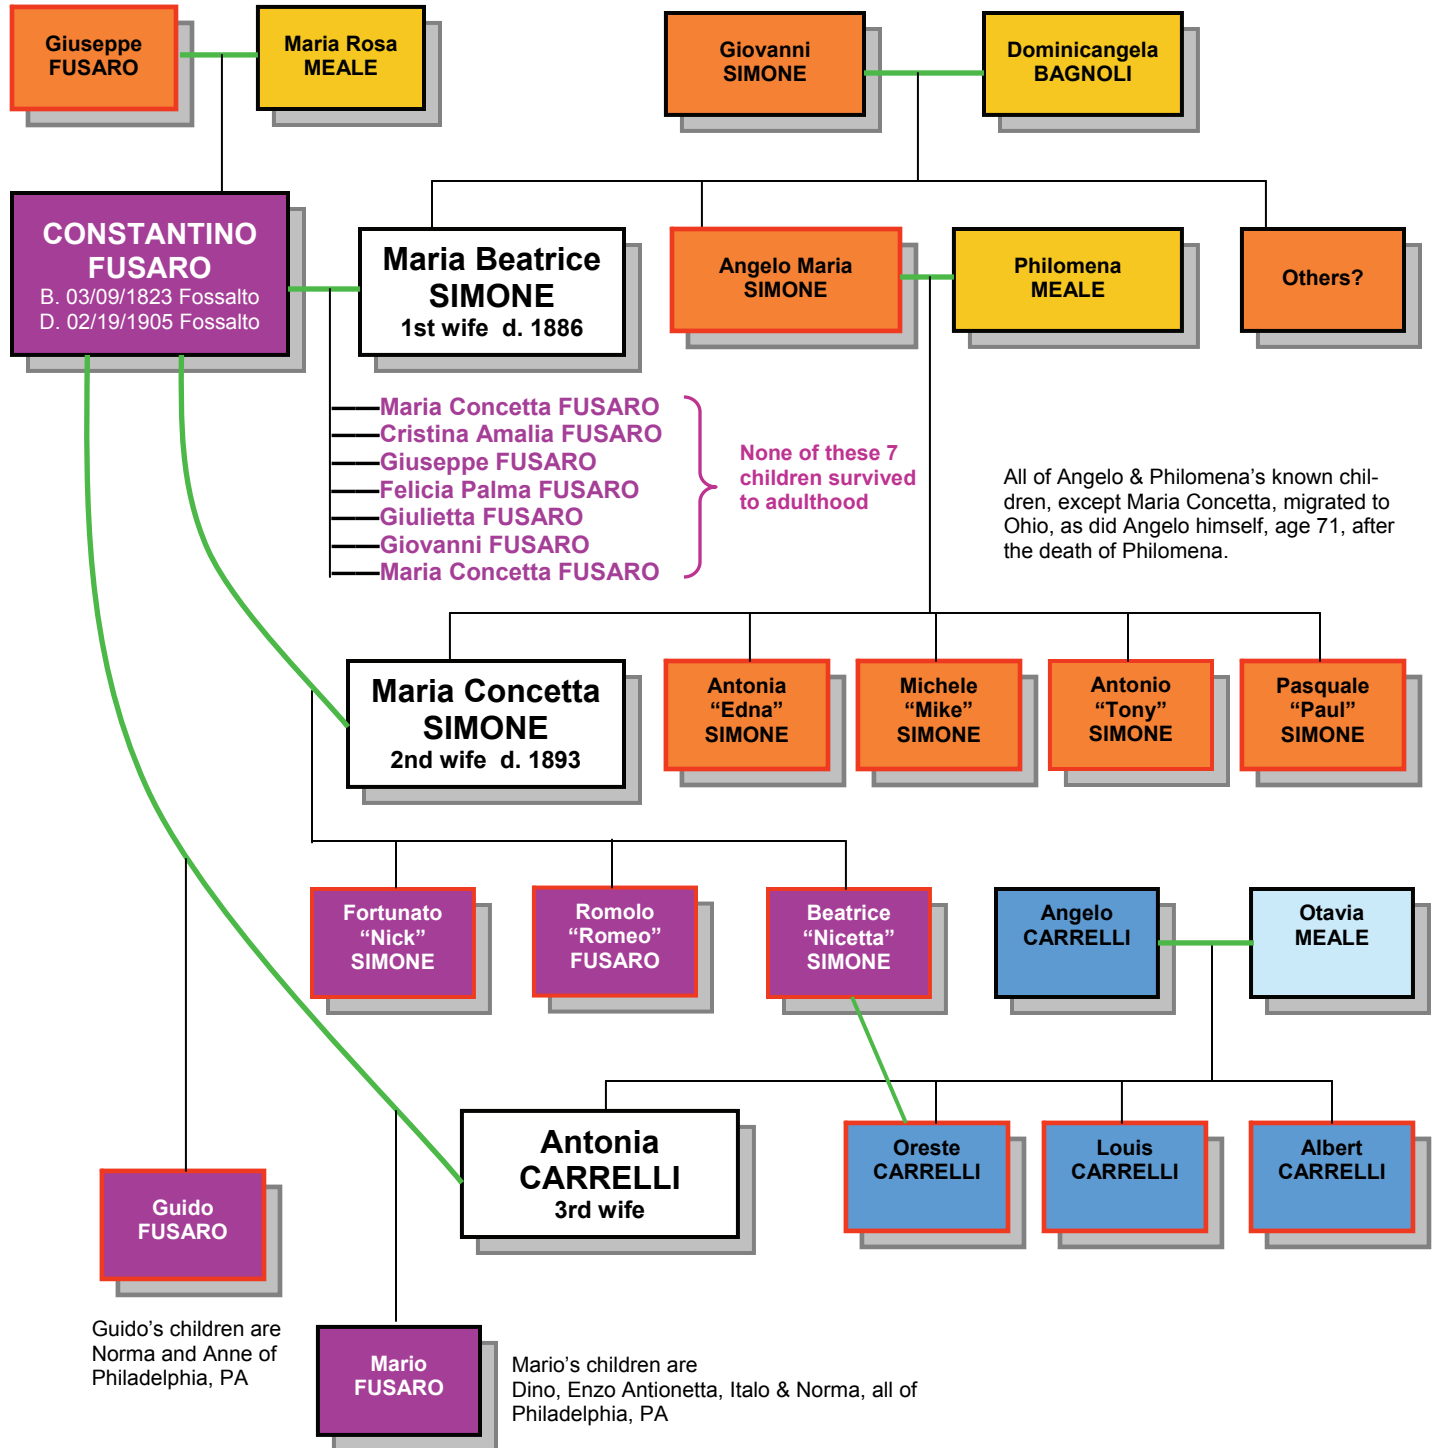 Giuseppe
FUSARO
Maria Rosa
MEALE
Giovanni
SIMONE
Dominicangela
BAGNOLI
CONSTANTINO
FUSARO
B. 03/09/1823 Fossalto
D. 02/19/1905 Fossalto
Maria Beatrice
SIMONE
1st wife d. 1886
Angelo Maria
SIMONE
Philomena
MEALE
Others?
Maria Concetta FUSARO
Cristina Amalia FUSARO
Giuseppe FUSARO
Felicia Palma FUSARO
Giulietta FUSARO
Giovanni FUSARO
Maria Concetta FUSARO
None of these 7
children survived
to adulthood
All of Angelo & Philomena’s known chil-
dren, except Maria Concetta, migrated to
Ohio, as did Angelo himself, age 71, after
the death of Philomena.
Maria Concetta
SIMONE
2nd wife d. 1893
Antonia
“Edna”
SIMONE
Michele
“Mike”
SIMONE
Antonio
“Tony”
SIMONE
Pasquale
“Paul”
SIMONE
Fortunato
“Nick”
SIMONE
Romolo
“Romeo”
FUSARO
Beatrice
“Nicetta”
SIMONE
Angelo
CARRELLI
Otavia
MEALE
Antonia
CARRELLI
3rd wife
Oreste
CARRELLI
Louis
CARRELLI
Albert
CARRELLI
Guido
FUSARO
Guido’s children are
Norma and Anne of
Philadelphia, PA
Mario
FUSARO
Mario’s children are
Dino, Enzo Antionetta, Italo & Norma, all of
Philadelphia, PA